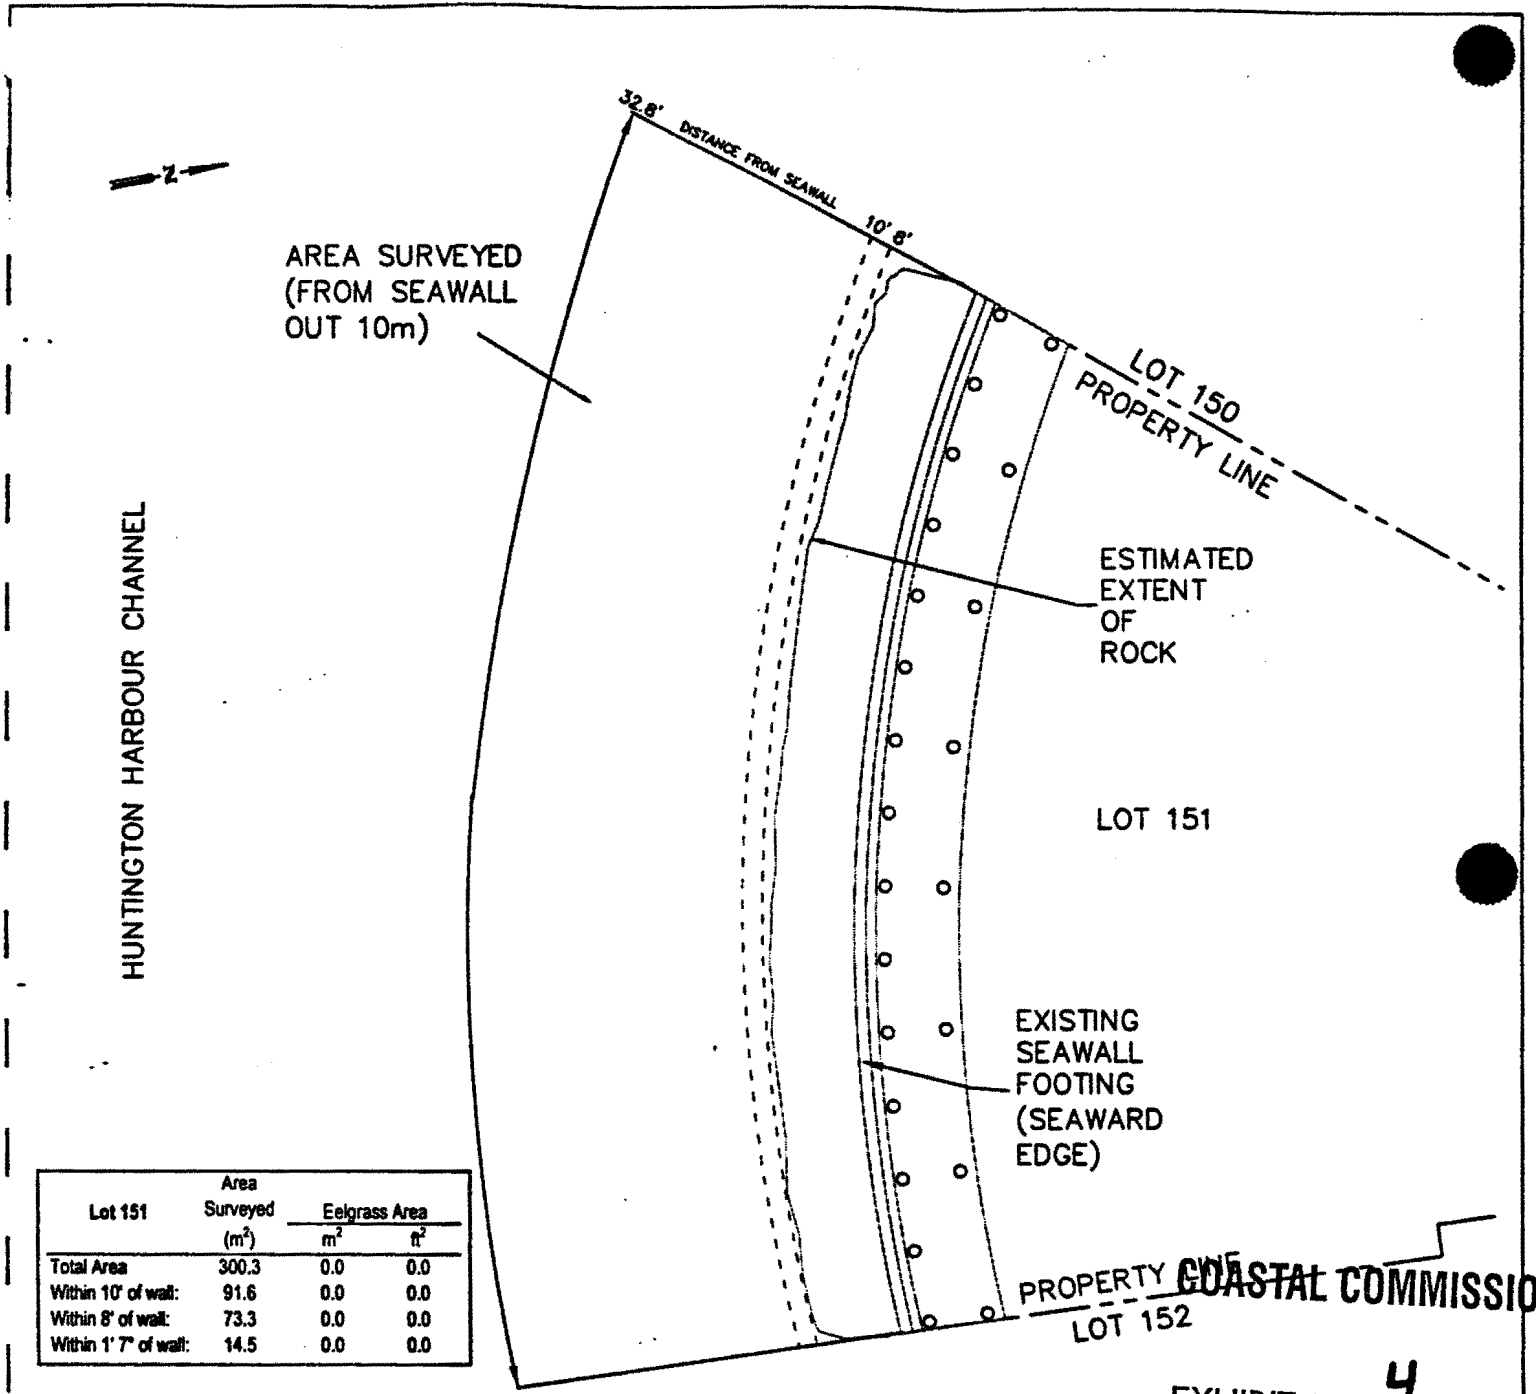 32.8'
DISTANCE FROM SEAWALL
10' 8'
Z
AREA SURVEYED
(FROM SEAWALL
OUT 10m)
LOT 150
PROPERTY LINE
HUNTINGTON HARBOUR CHANNEL
ESTIMATED
EXTENT
OF
ROCK
LOT 151
EXISTING
SEAWALL
FOOTING
(SEAWARD
EDGE)
Lot 151 Area Surveyed (m²) Eelgrass Area
m² ft²
Total Area 300.3 0.0 0.0
Within 10' of wall: 91.6 0.0 0.0
Within 8' of wall: 73.3 0.0 0.0
Within 1' 7" of wall: 14.5 0.0 0.0
PROPERTY LINE
COASTAL COMMISSIO
LOT 152
4